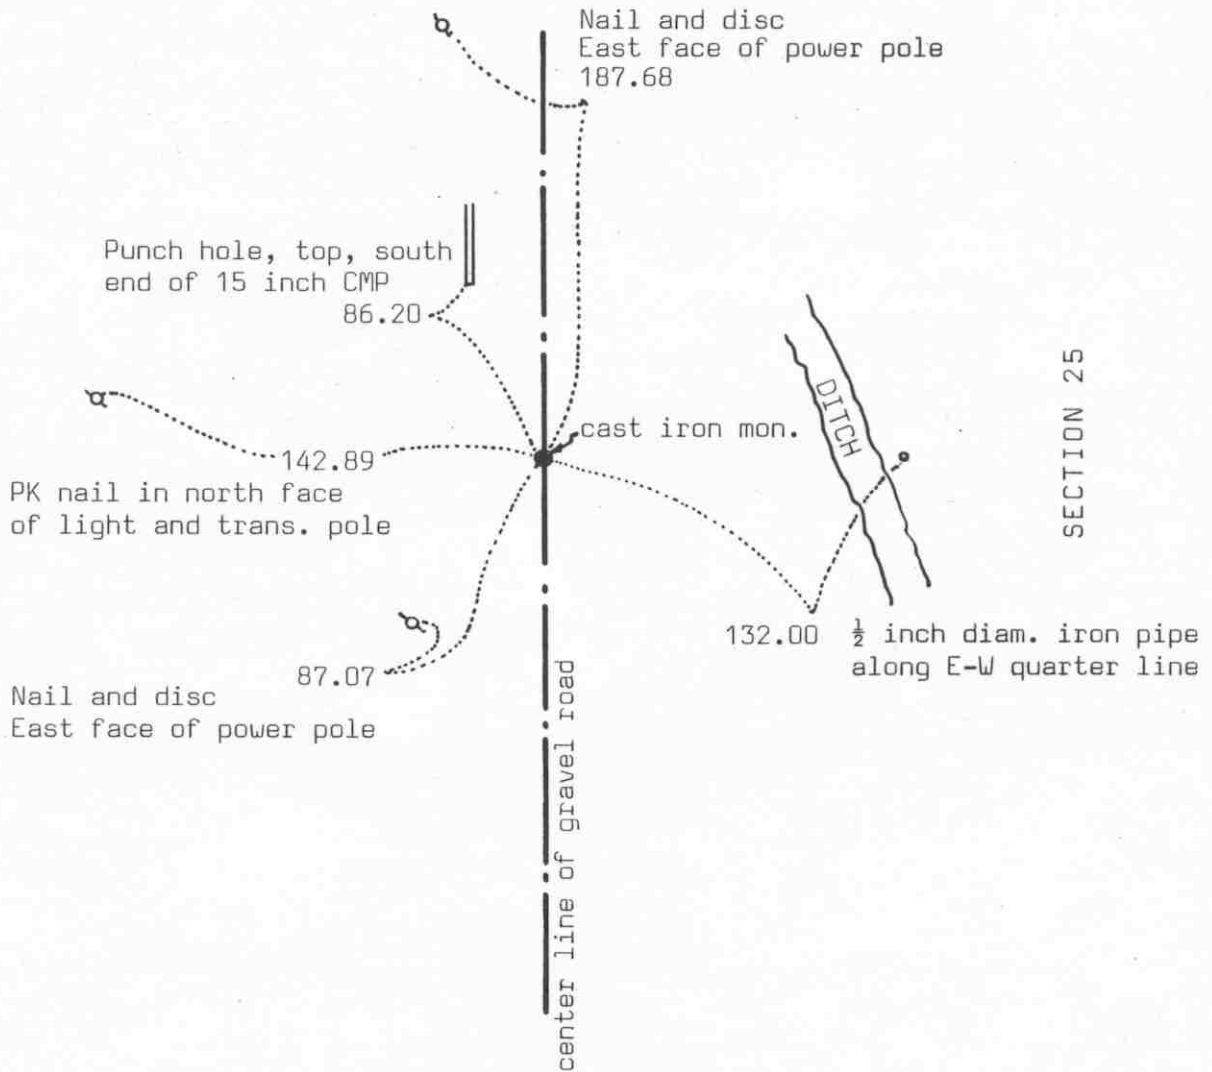 Nail and disc
East face of power pole
187.68
Punch hole, top, south
end of 15 inch CMP
86.20
cast iron mon.
DITCH
SECTION 25
142.89
PK nail in north face
of light and trans. pole
132.00 ½ inch diam. iron pipe
along E-W quarter line
87.07
Nail and disc
East face of power pole
center line of gravel road